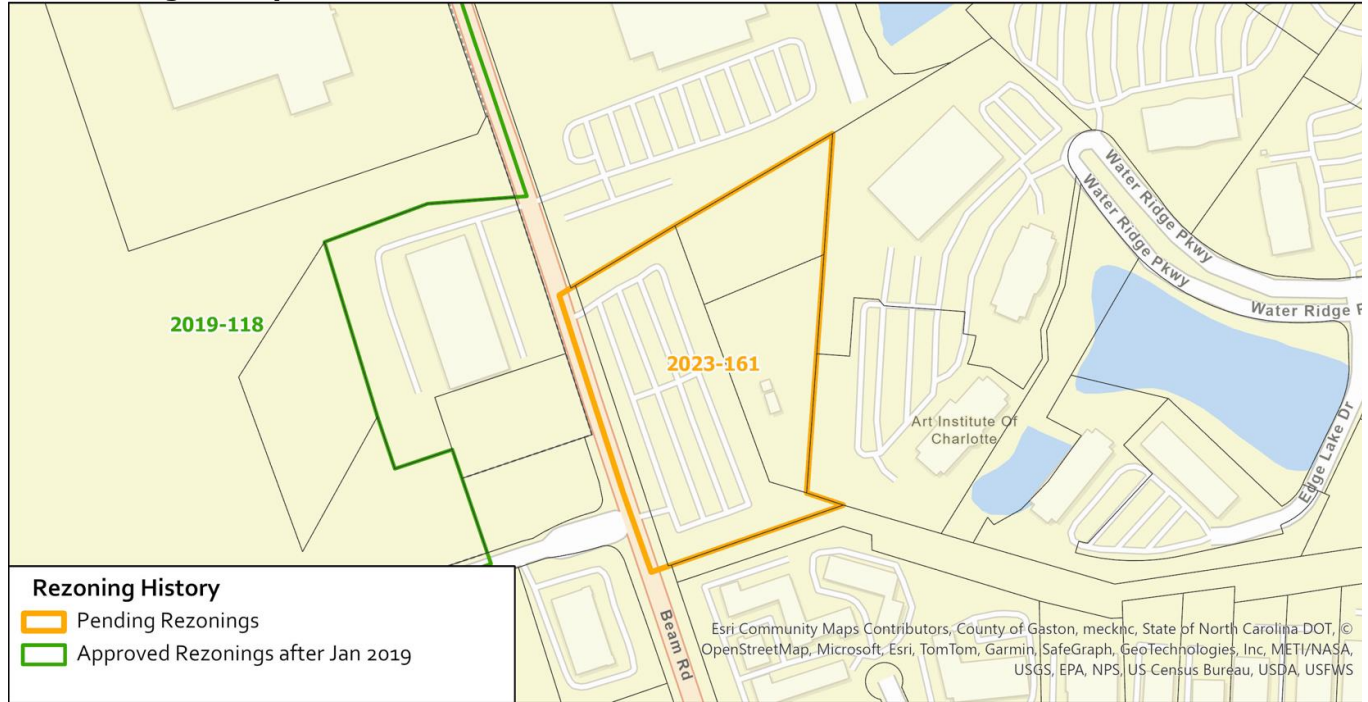 Water Ridge Pkwy
Water Ridge Pkwy
Water Ridge P
2019-118
2023-161
Art Institute Of
Charlotte
Edge Lake Dr
Beam Rd
Rezoning History
Pending Rezonings
Approved Rezonings after Jan 2019
Esri Community Maps Contributors, County of Gaston, mecknc, State of North Carolina DOT, ©
OpenStreetMap, Microsoft, Esri, TomTom, Garmin, SafeGraph, GeoTechnologies, Inc, METI/NASA,
USGS, EPA, NPS, US Census Bureau, USDA, USFWS